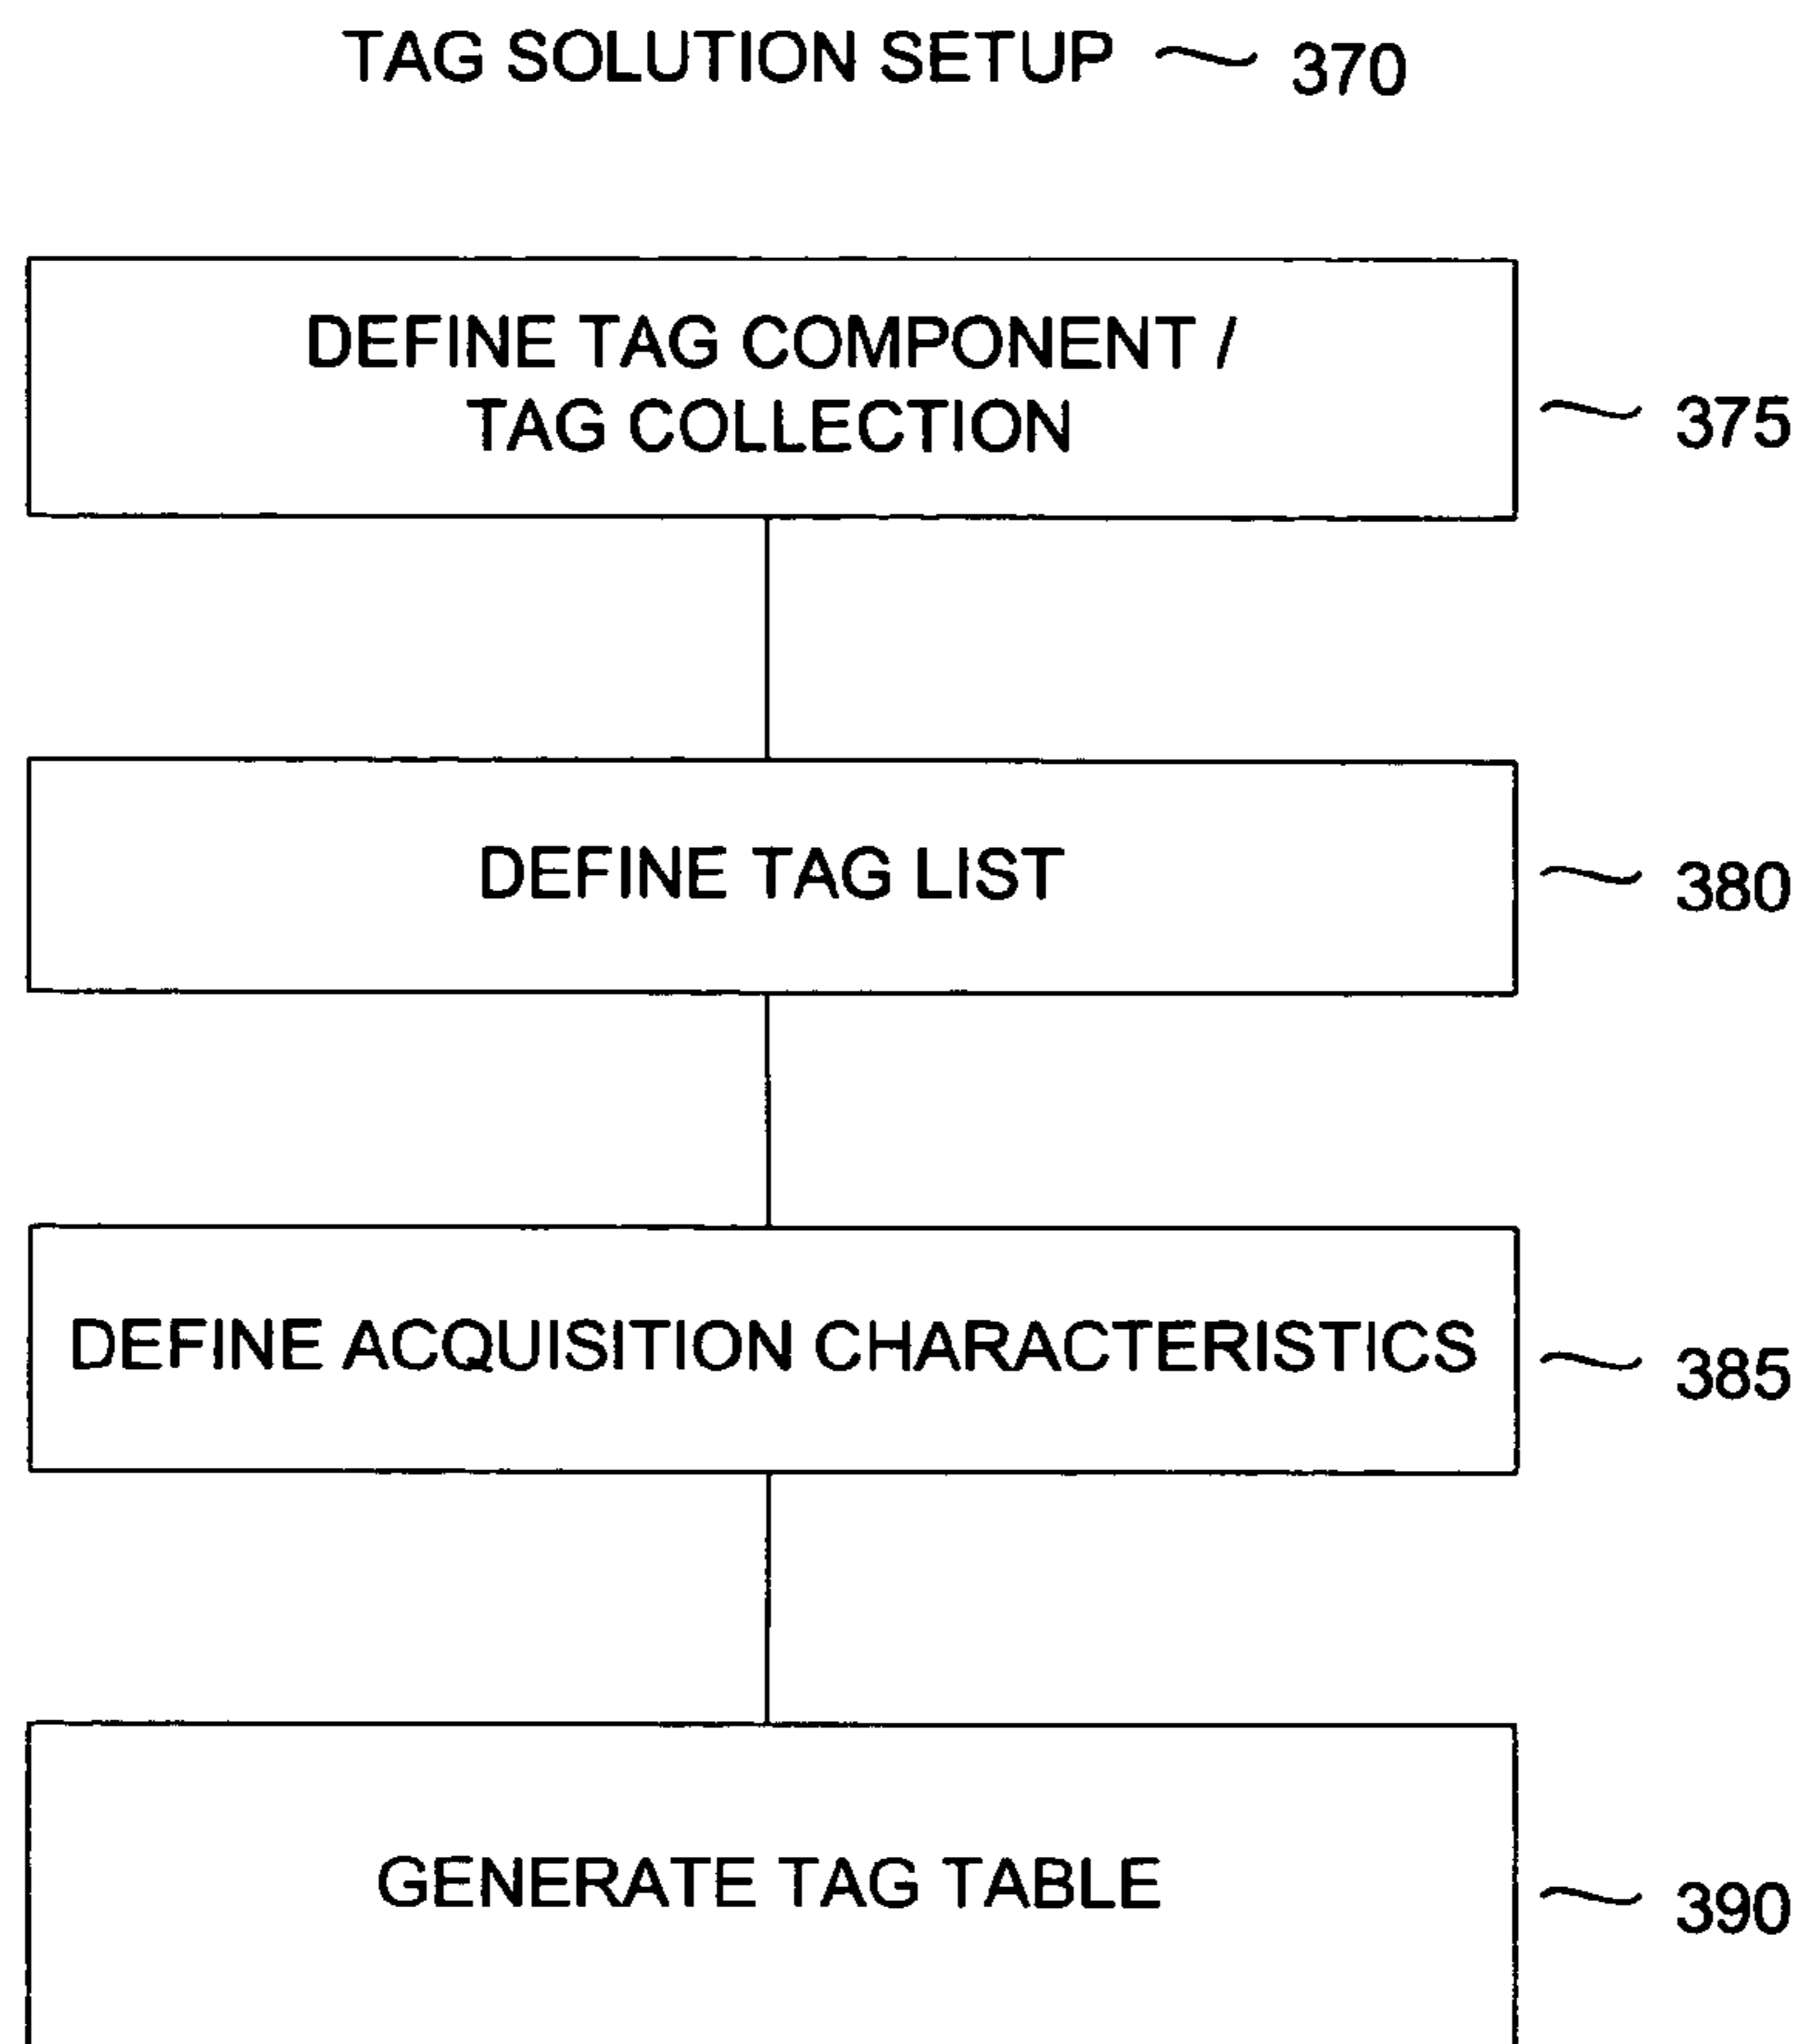 TAG SOLUTION SETUP 370
DEFINE TAG COMPONENT /
TAG COLLECTION
375
DEFINE TAG LIST
380
DEFINE ACQUISITION CHARACTERISTICS
385
GENERATE TAG TABLE
390